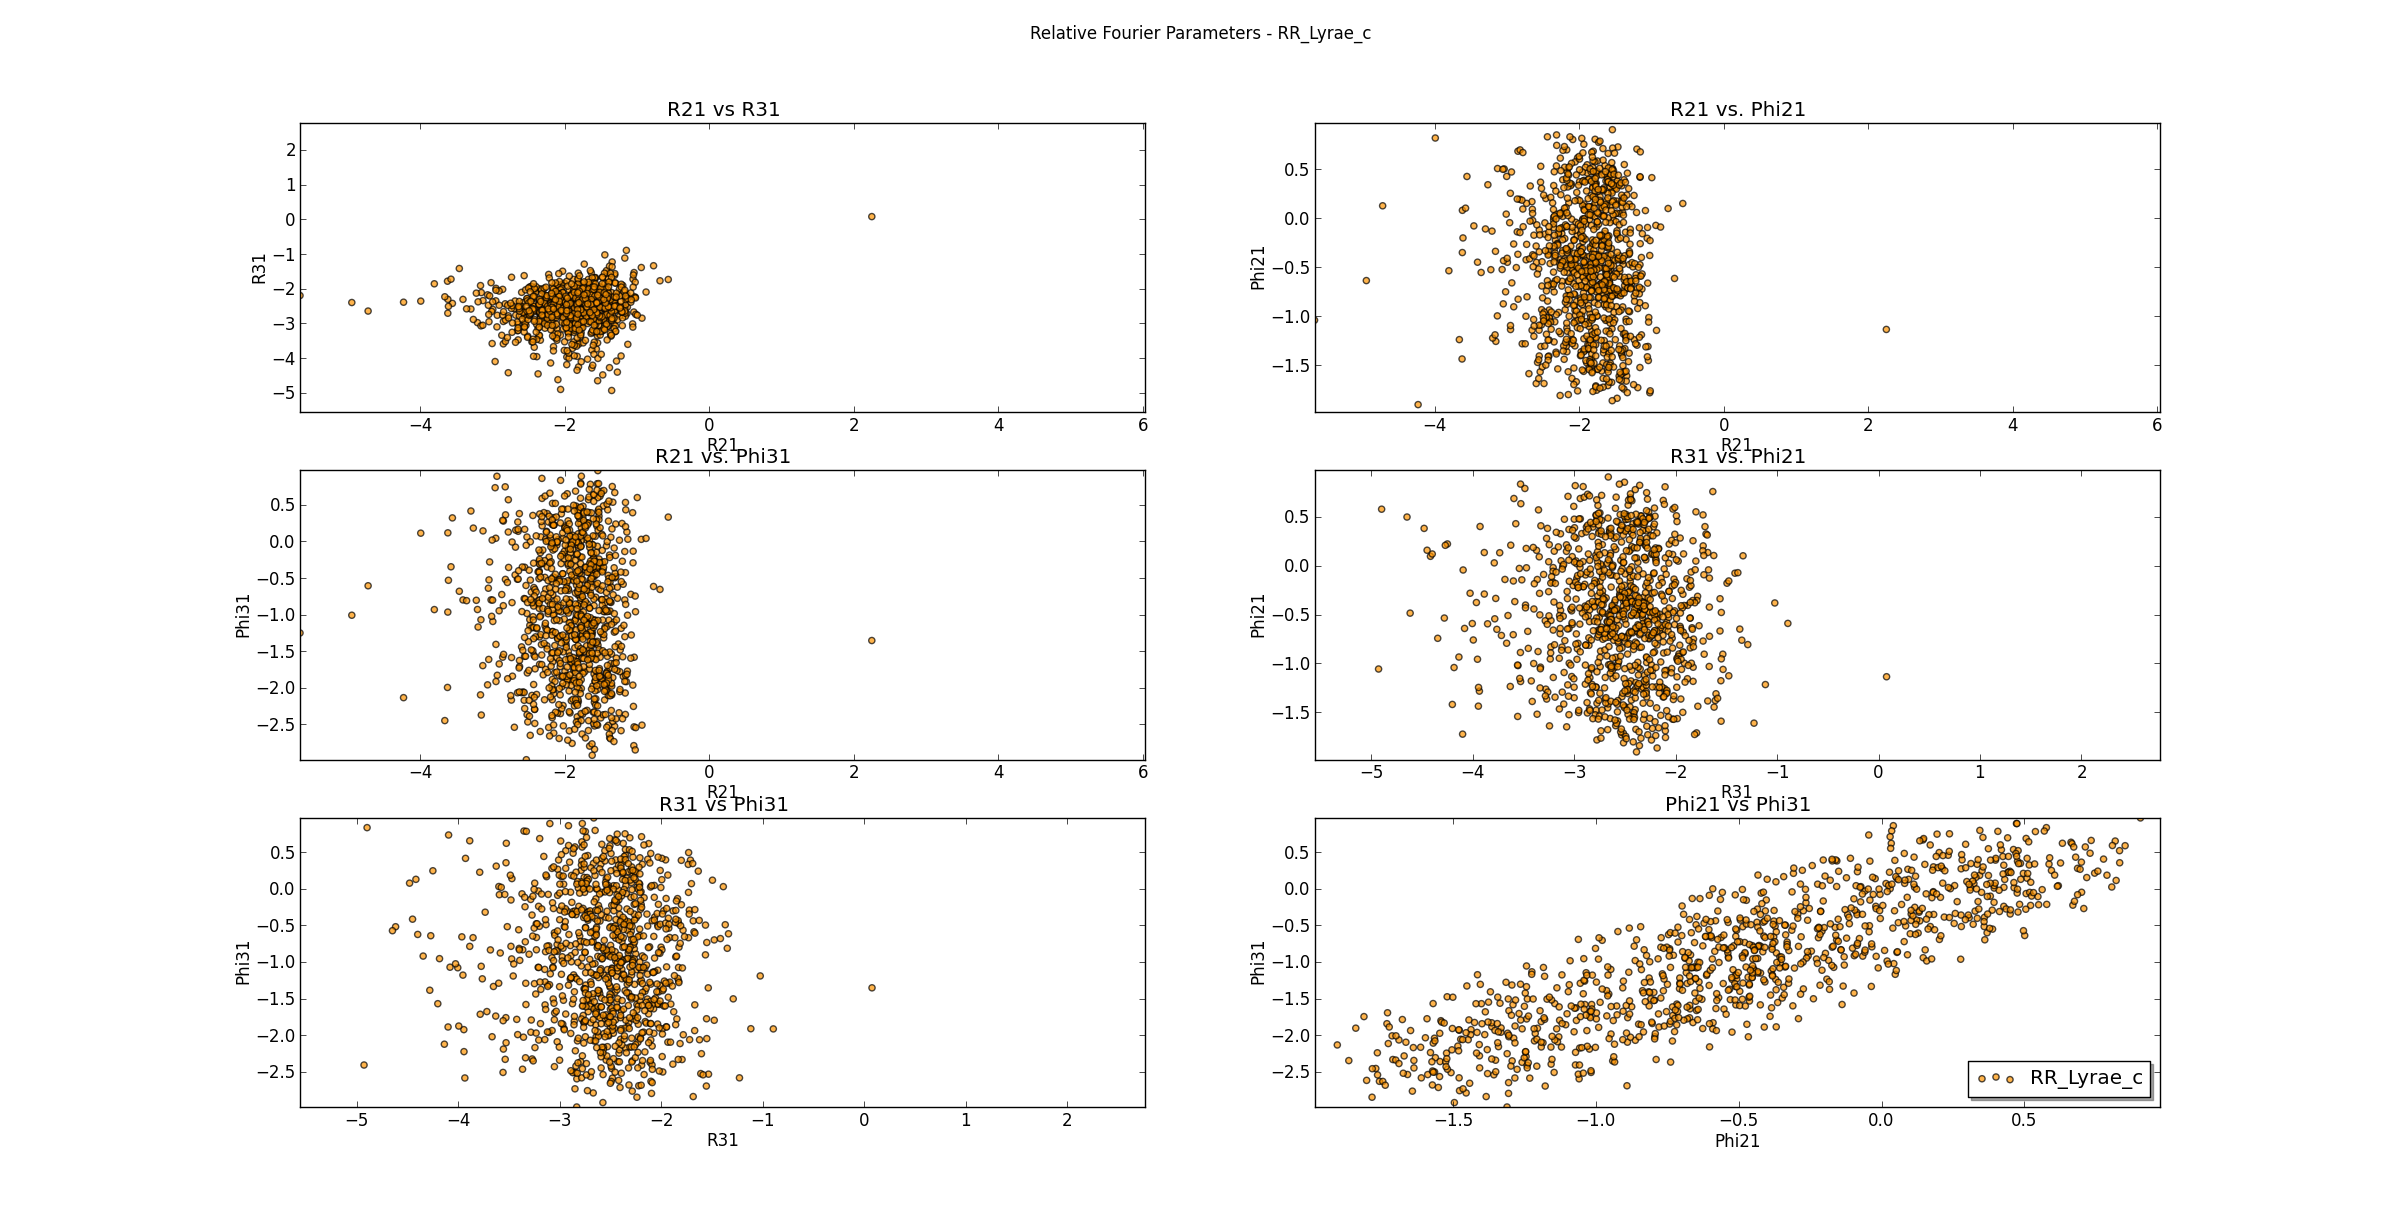 Relative Fourier Parameters - RR_Lyrae_c
R21 vs R31
2
1
0
−1
−2
−3
−4
−5
R31
−4 −2 0 2 4 6
R21
R21 vs. Phi21
0.5
0.0
−0.5
−1.0
−1.5
Phi21
−4 −2 0 2 4 6
R21
R21 vs. Phi31
0.5
0.0
−0.5
−1.0
−1.5
−2.0
−2.5
Phi31
−4 −2 0 2 4 6
R21
R31 vs. Phi21
0.5
0.0
−0.5
−1.0
−1.5
Phi21
−5 −4 −3 −2 −1 0 1 2
R31
R31 vs Phi31
0.5
0.0
−0.5
−1.0
−1.5
−2.0
−2.5
Phi31
−5 −4 −3 −2 −1 0 1 2
R31
Phi21 vs Phi31
0.5
0.0
−0.5
−1.0
−1.5
−2.0
−2.5
Phi31
RR_Lyrae_c
−1.5 −1.0 −0.5 0.0 0.5
Phi21